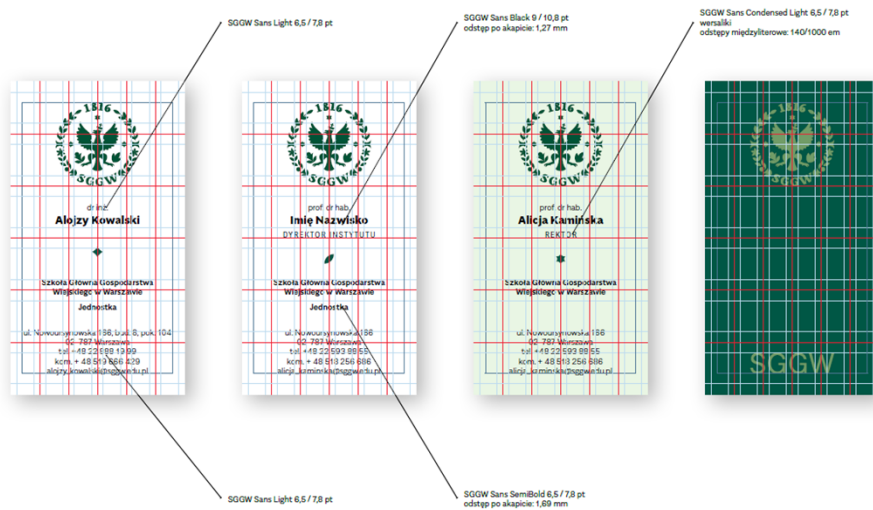 SGGW Sans Light 6,5 / 7,8 pt
SGGW Sans Black 9 / 10,8 pt
odstęp po akapicie: 1,27 mm
SGGW Sans Condensed Light 6,5 / 7,8 pt
wersaliki
odstępy międzyliterowe: 140/1000 em
1816
SGGW
dr inż.
Alojzy Kowalski
Szkoła Główna Gospodarstwa
Wiejskiego w Warszawie
Jednostka
ul. Nowoursynowska 166, bud. 8, pok. 104
02-787 Warszawa
tel. +48 22 599 19 99
kom. + 48 519 666 429
alojzy_kowalski@sggw.edu.pl
1816
SGGW
prof. dr hab.
Imię Nazwisko
DYREKTOR INSTYTUTU
Szkoła Główna Gospodarstwa
Wiejskiego w Warszawie
Jednostka
ul. Nowoursynowska 166
02-787 Warszawa
tel. +48 22 593 88 55
kom. + 48 513 256 686
alicja_kaminska@sggw.edu.pl
1816
SGGW
prof. dr hab.
Alicja Kamińska
REKTOR
Szkoła Główna Gospodarstwa
Wiejskiego w Warszawie
ul. Nowoursynowska 166
02-787 Warszawa
tel. +48 22 593 88 55
kom. + 48 513 256 686
alicja_kaminska@sggw.edu.pl
1816
SGGW
SGGW
SGGW Sans Light 6,5 / 7,8 pt
SGGW Sans SemiBold 6,5 / 7,8 pt
odstęp po akapicie: 1,69 mm